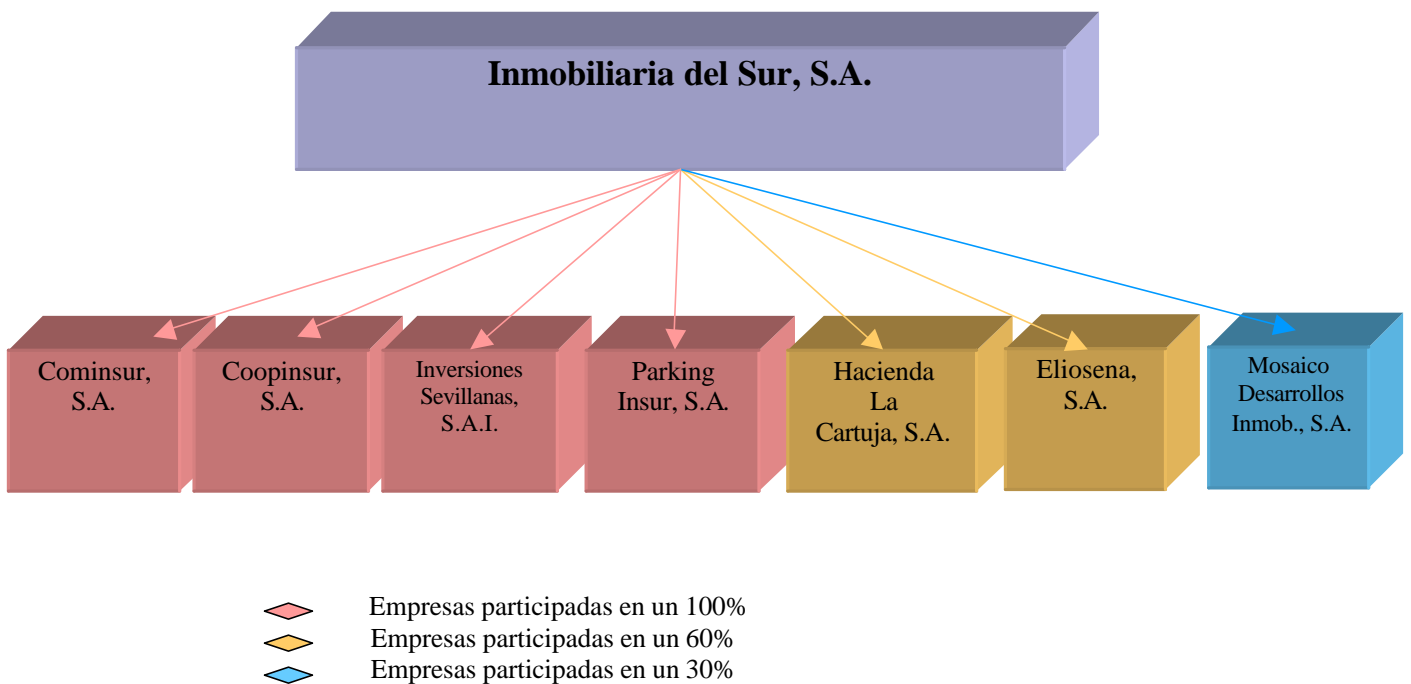 Inmobiliaria del Sur, S.A.
Cominsur,
S.A.
Coopinsur,
S.A.
Inversiones
Sevillanas,
S.A.I.
Parking
Insur, S.A.
Hacienda
La
Cartuja, S.A.
Eliosena,
S.A.
Mosaico
Desarrollos
Inmob., S.A.
Empresas participadas en un 100%
Empresas participadas en un 60%
Empresas participadas en un 30%